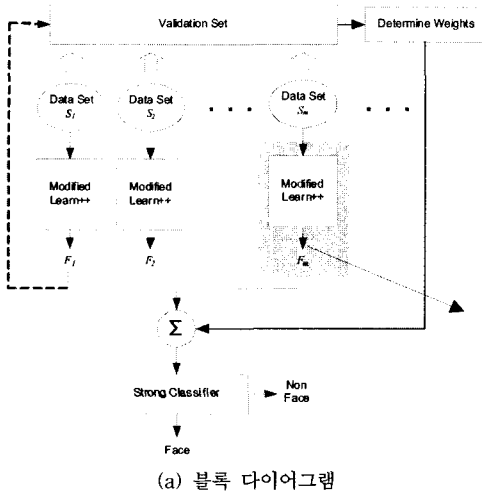 Validation Set
Determine Weights
Data Set
S₁
Data Set
S₂
. . .
Data Set
Sₘ
. . .
Modified
Learn++
Modified
Learn++
Modified
Learn++
F₁
F₂
Fₘ
Σ
Strong Classifier
Non
Face
Face
(a) 블록 다이어그램